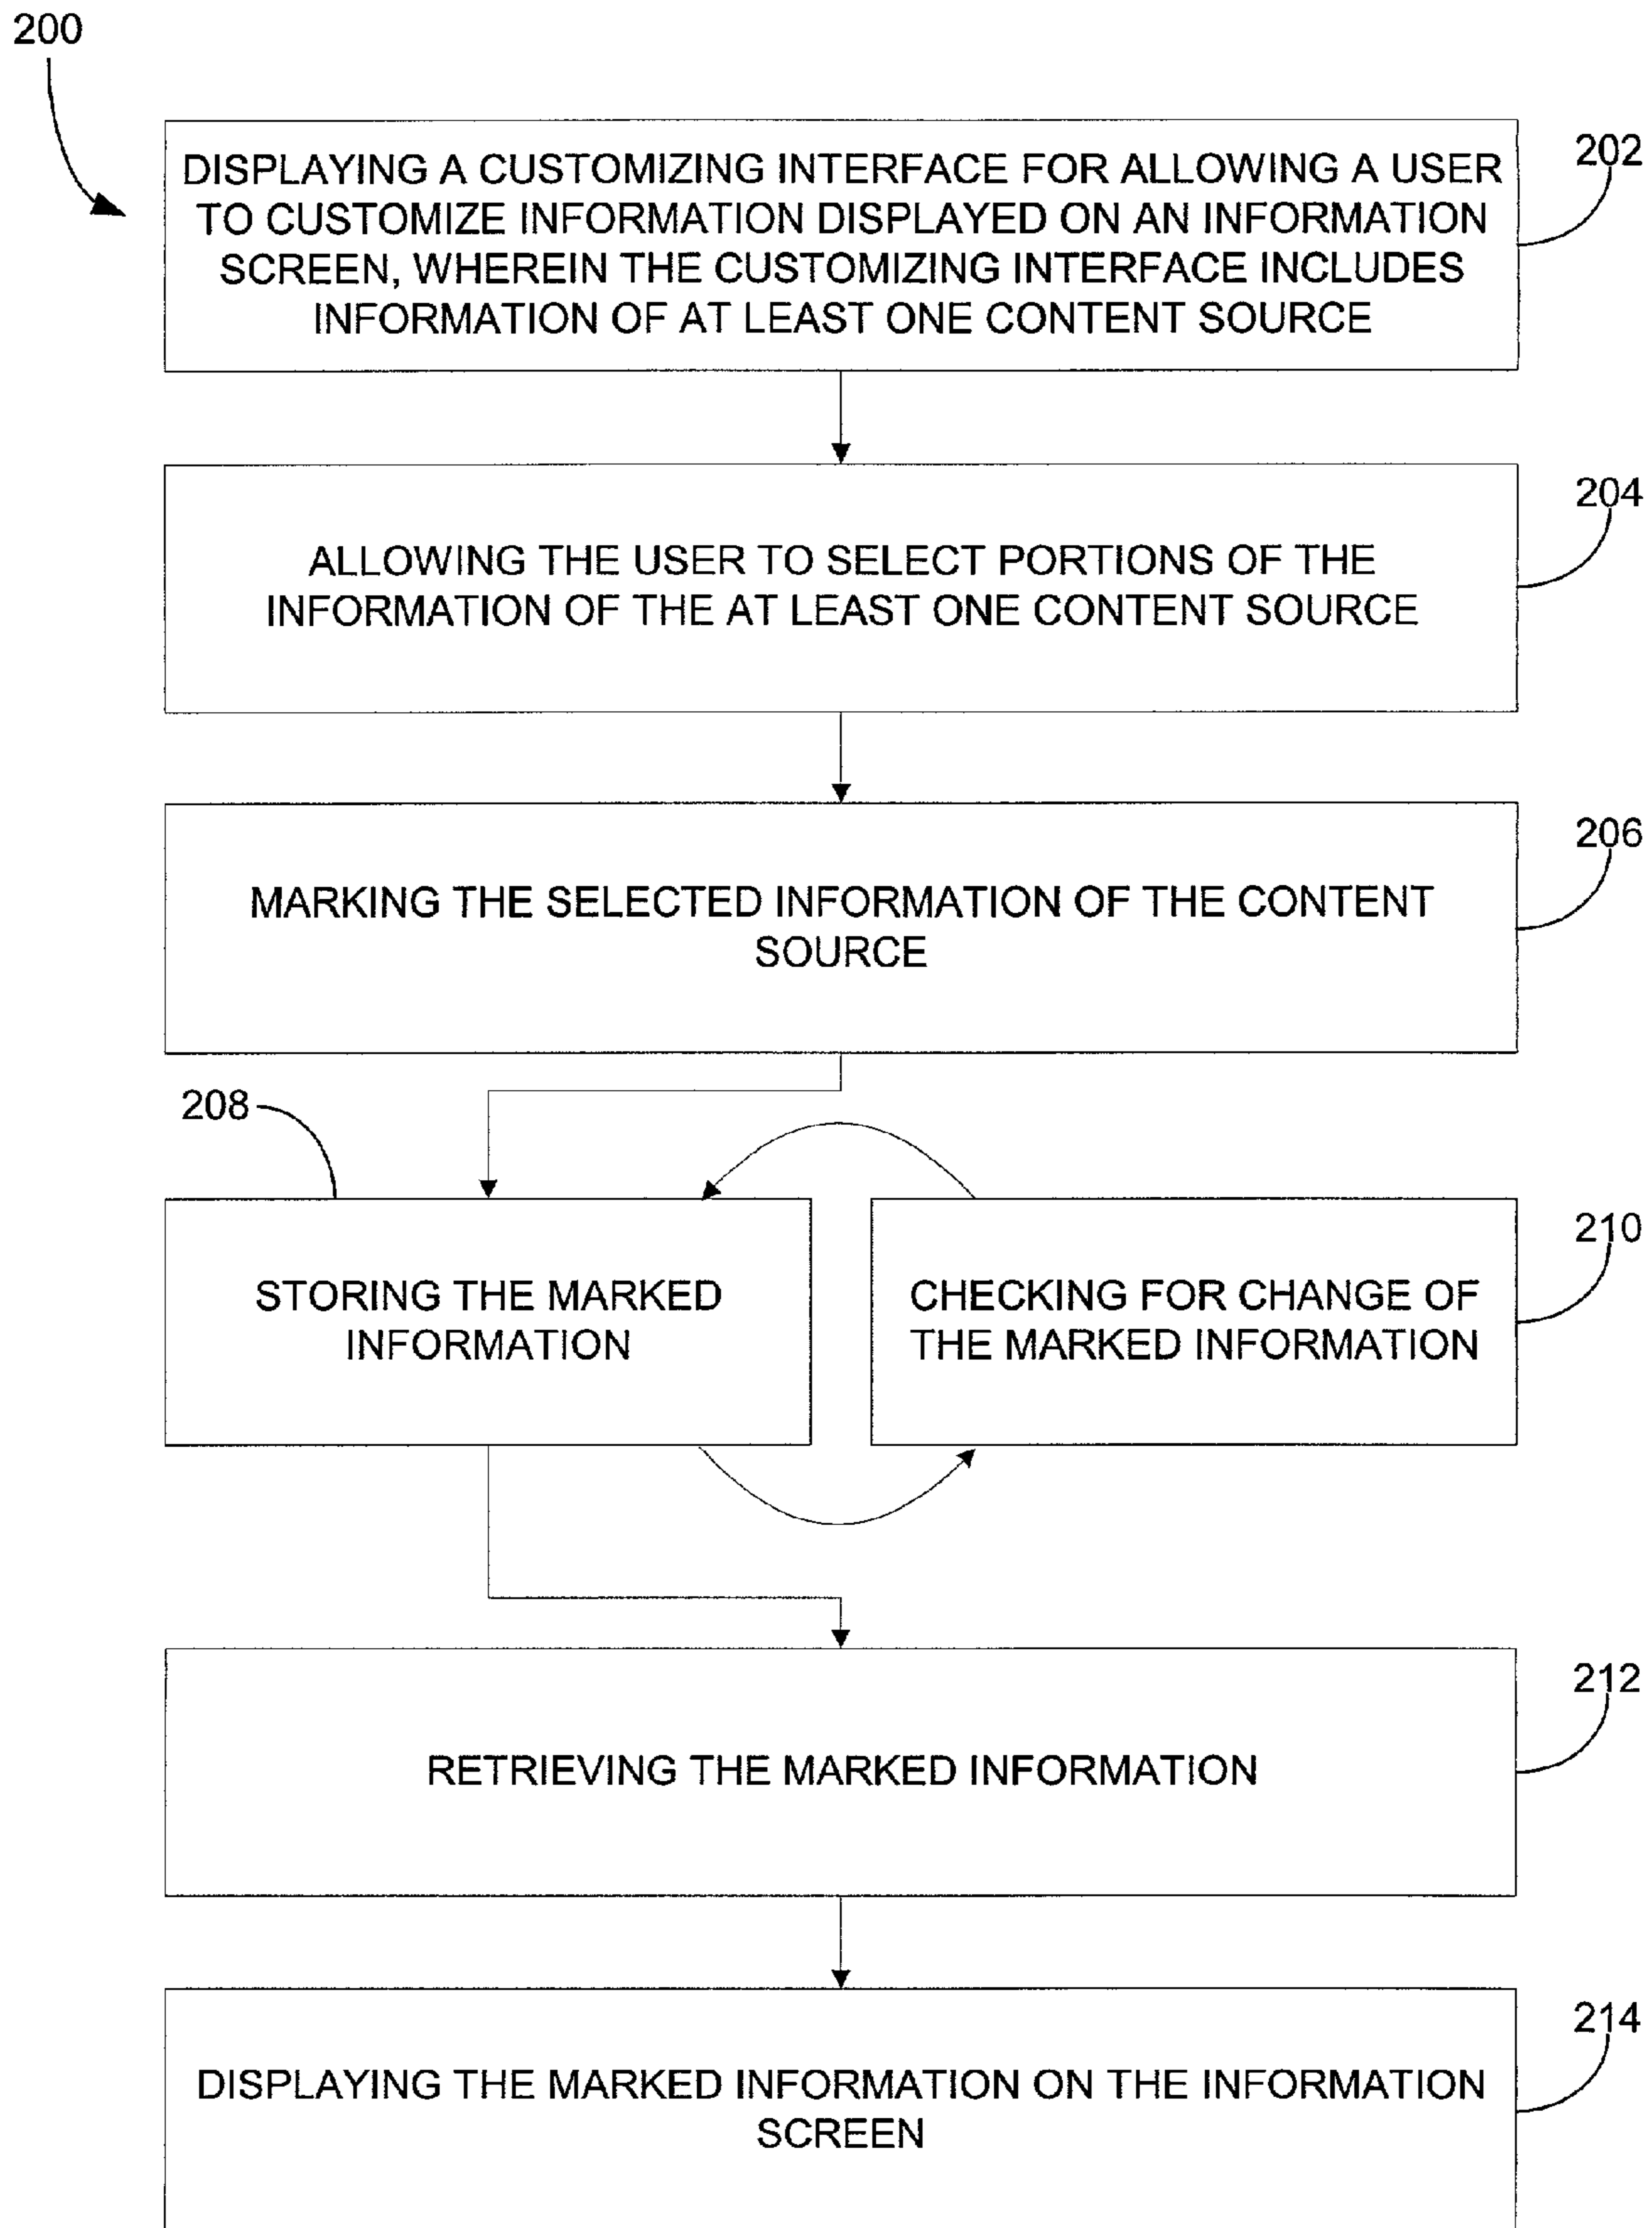 200
DISPLAYING A CUSTOMIZING INTERFACE FOR ALLOWING A USER
TO CUSTOMIZE INFORMATION DISPLAYED ON AN INFORMATION
SCREEN, WHEREIN THE CUSTOMIZING INTERFACE INCLUDES
INFORMATION OF AT LEAST ONE CONTENT SOURCE
202
ALLOWING THE USER TO SELECT PORTIONS OF THE
INFORMATION OF THE AT LEAST ONE CONTENT SOURCE
204
MARKING THE SELECTED INFORMATION OF THE CONTENT
SOURCE
206
208
STORING THE MARKED
INFORMATION
CHECKING FOR CHANGE OF
THE MARKED INFORMATION
210
RETRIEVING THE MARKED INFORMATION
212
DISPLAYING THE MARKED INFORMATION ON THE INFORMATION
SCREEN
214